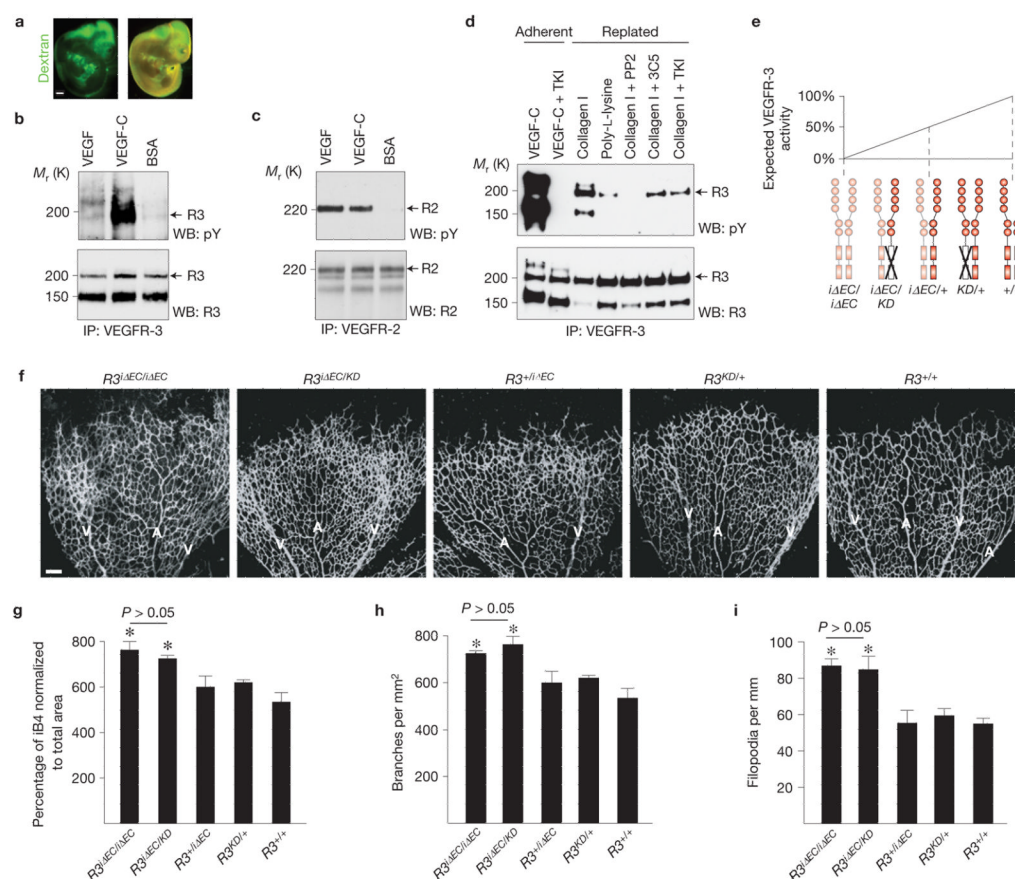 a
Dextran
b
VEGF
VEGF-C
BSA
Mr (K)
200
R3
WB: pY
200
R3
150
WB: R3
IP: VEGFR-3
c
VEGF
VEGF-C
BSA
Mr (K)
220
R2
WB: pY
220
R2
WB: R2
IP: VEGFR-2
d
Adherent
Replated
VEGF-C
VEGF-C + TKI
Collagen I
Poly-L-lysine
Collagen I + PP2
Collagen I + 3C5
Collagen I + TKI
Mr (K)
200
R3
150
WB: pY
200
R3
150
WB: R3
IP: VEGFR-3
e
Expected VEGFR-3
activity
100%
50%
0%
iΔEC/ iΔEC/ iΔEC/+ KD/+ +/
iΔEC KD
f
R3iΔEC/iΔEC R3iΔEC/KD R3+/iΔEC R3KD/+ R3+/+
V A V V A V A V V A V V A V A
g
P > 0.05
* *
Percentage of iB4 normalized
to total area
800
600
400
200
R3iΔEC/iΔEC R3iΔEC/KD R3+/iΔEC R3KD/+ R3+/+
h
P > 0.05
* *
Branches per mm2
800
600
400
200
R3iΔEC/iΔEC R3iΔEC/KD R3+/iΔEC R3KD/+ R3+/+
i
P > 0.05
* *
Filopodia per mm
100
80
60
40
20
R3iΔEC/iΔEC R3iΔEC/KD R3+/iΔEC R3KD/+ R3+/+